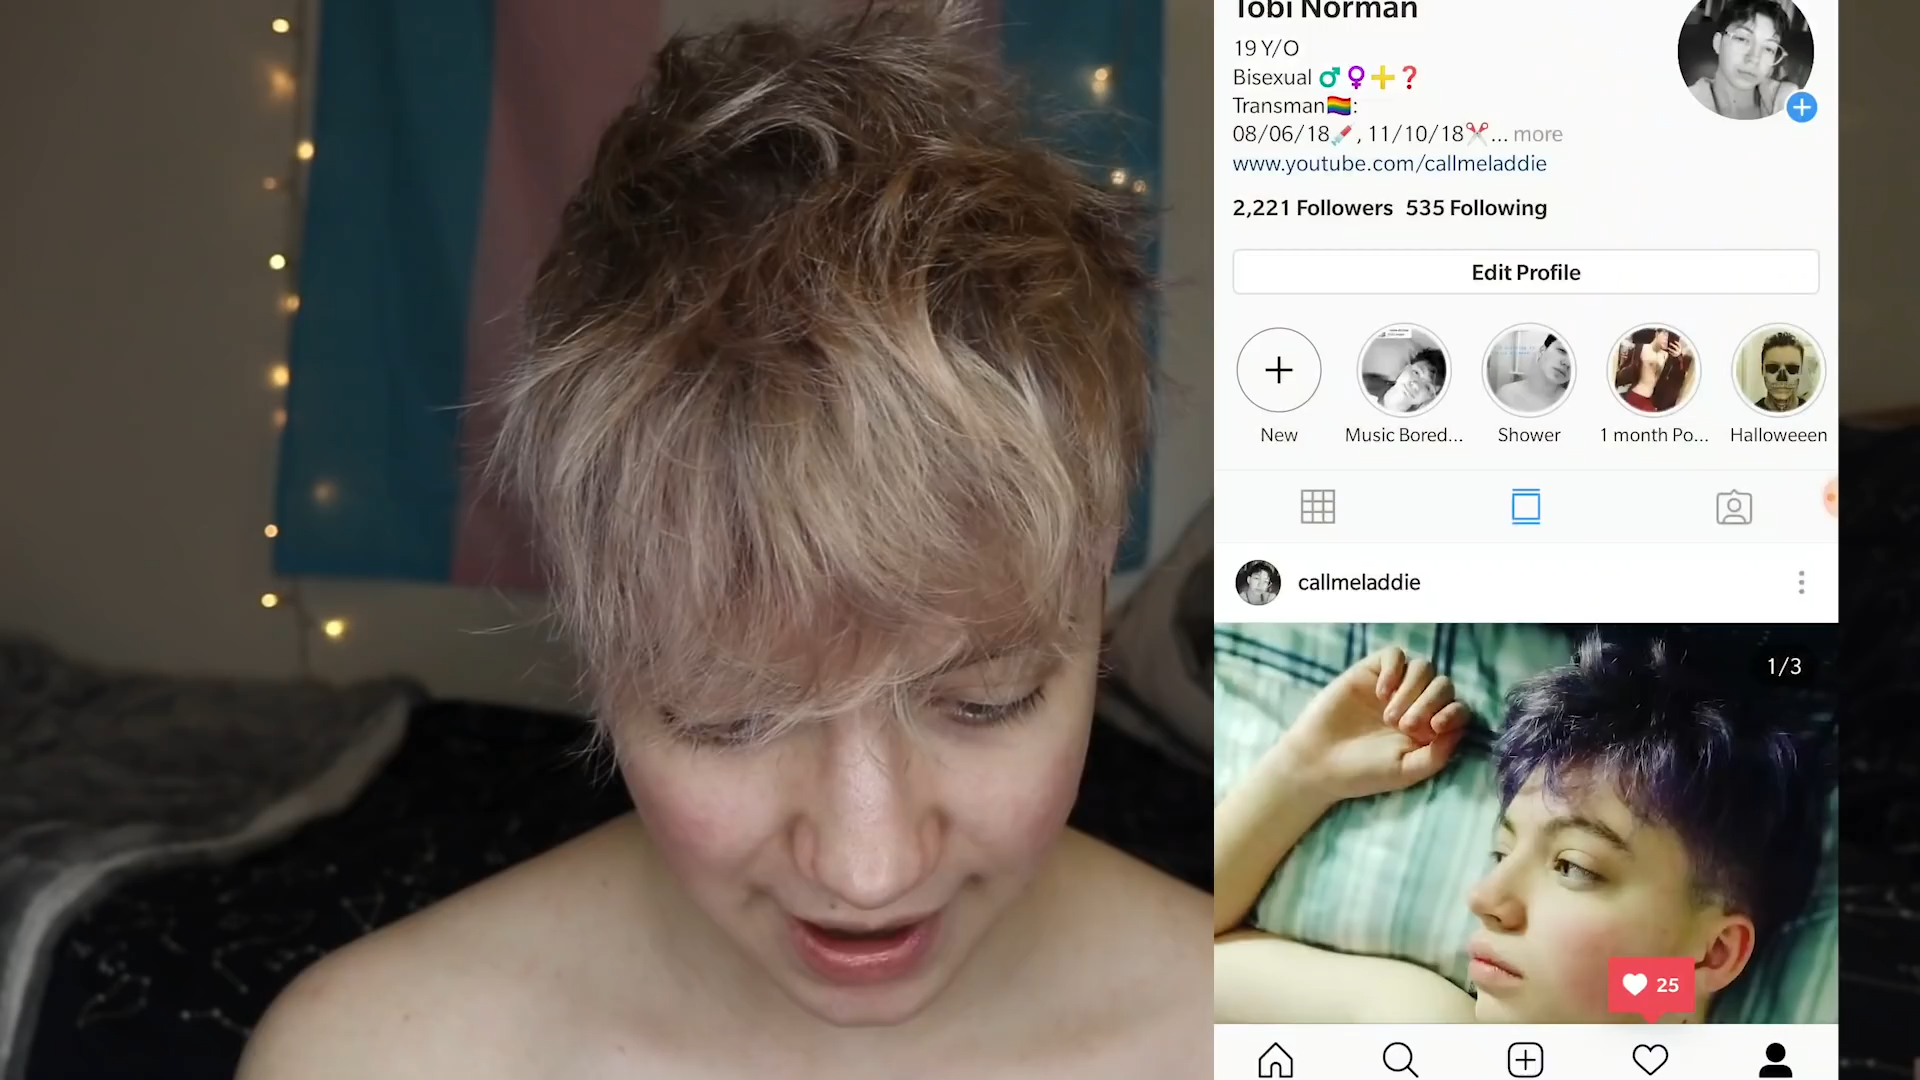 Tobi Norman
19 Y/O
Bisexual
Transman :
08/06/18 , 11/10/18 ... more
www.youtube.com/callmeladdie
2,221 Followers 535 Following
Edit Profile
New Music Bored... Shower 1 month Po... Halloweeen
callmeladdie
1/3
25